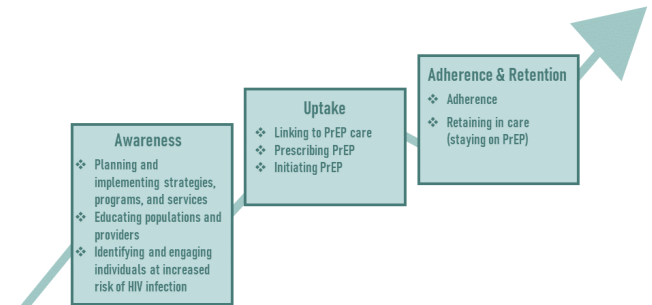 Awareness
❖ Planning and
implementing strategies,
programs, and services
❖ Educating populations and
providers
❖ Identifying and engaging
individuals at increased
risk of HIV infection
Uptake
❖ Linking to PrEP care
❖ Prescribing PrEP
❖ Initiating PrEP
Adherence & Retention
❖ Adherence
❖ Retaining in care
(staying on PrEP)